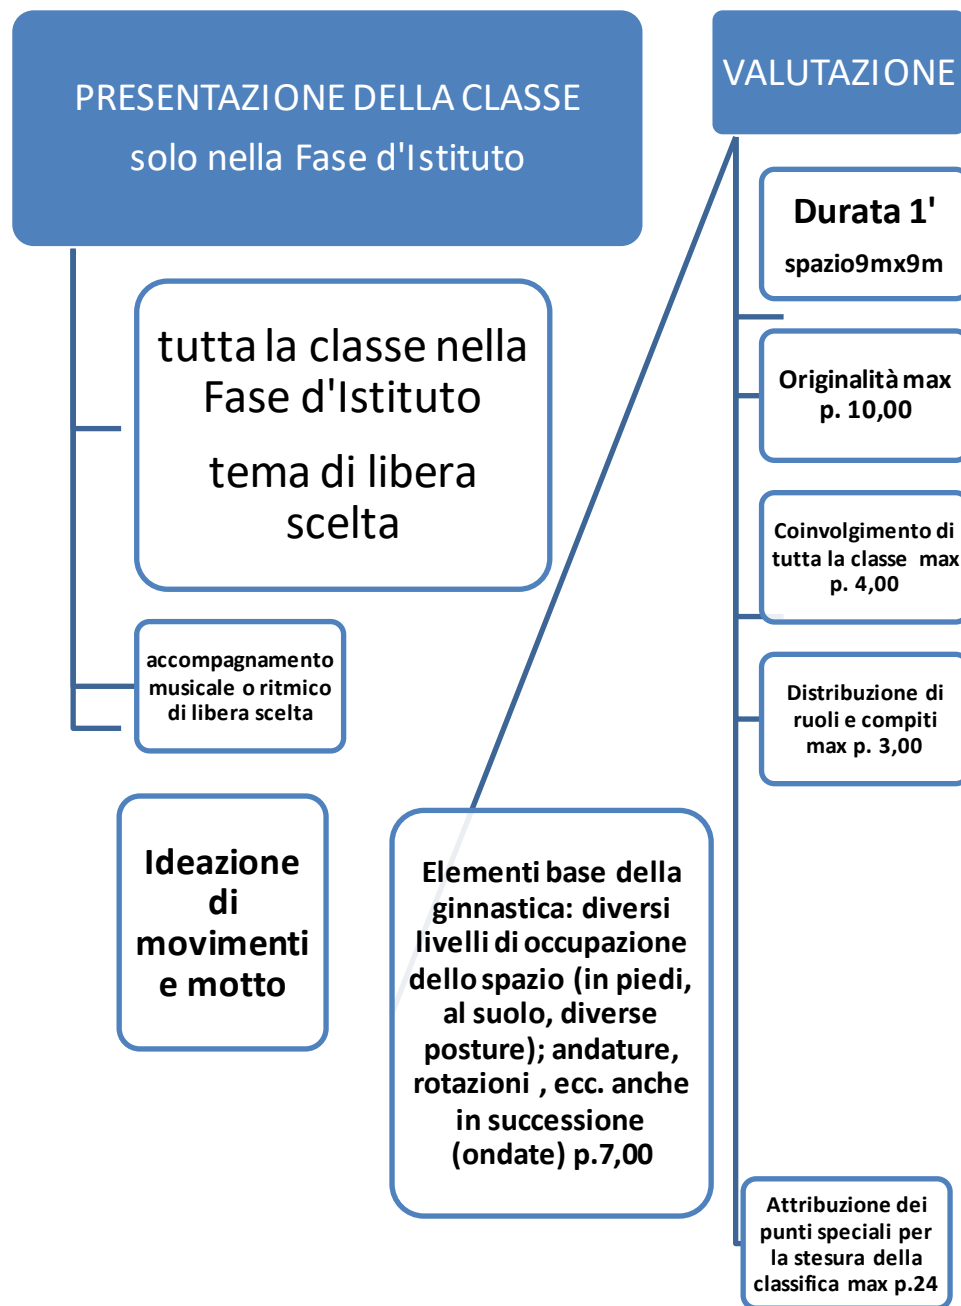 PRESENTAZIONE DELLA CLASSE
solo nella Fase d'Istituto
tutta la classe nella
Fase d'Istituto
tema di libera
scelta
accompagnamento
musicale o ritmico
di libera scelta
Ideazione
di
movimenti
e motto
VALUTAZIONE
Durata 1'
spazio9mx9m
Originalità max
p. 10,00
Coinvolgimento di
tutta la classe max
p. 4,00
Distribuzione di
ruoli e compiti
max p. 3,00
Elementi base della
ginnastica: diversi
livelli di occupazione
dello spazio (in piedi,
al suolo, diverse
posture); andature,
rotazioni , ecc. anche
in successione
(ondate) p.7,00
Attribuzione dei
punti speciali per
la stesura della
classifica max p.24